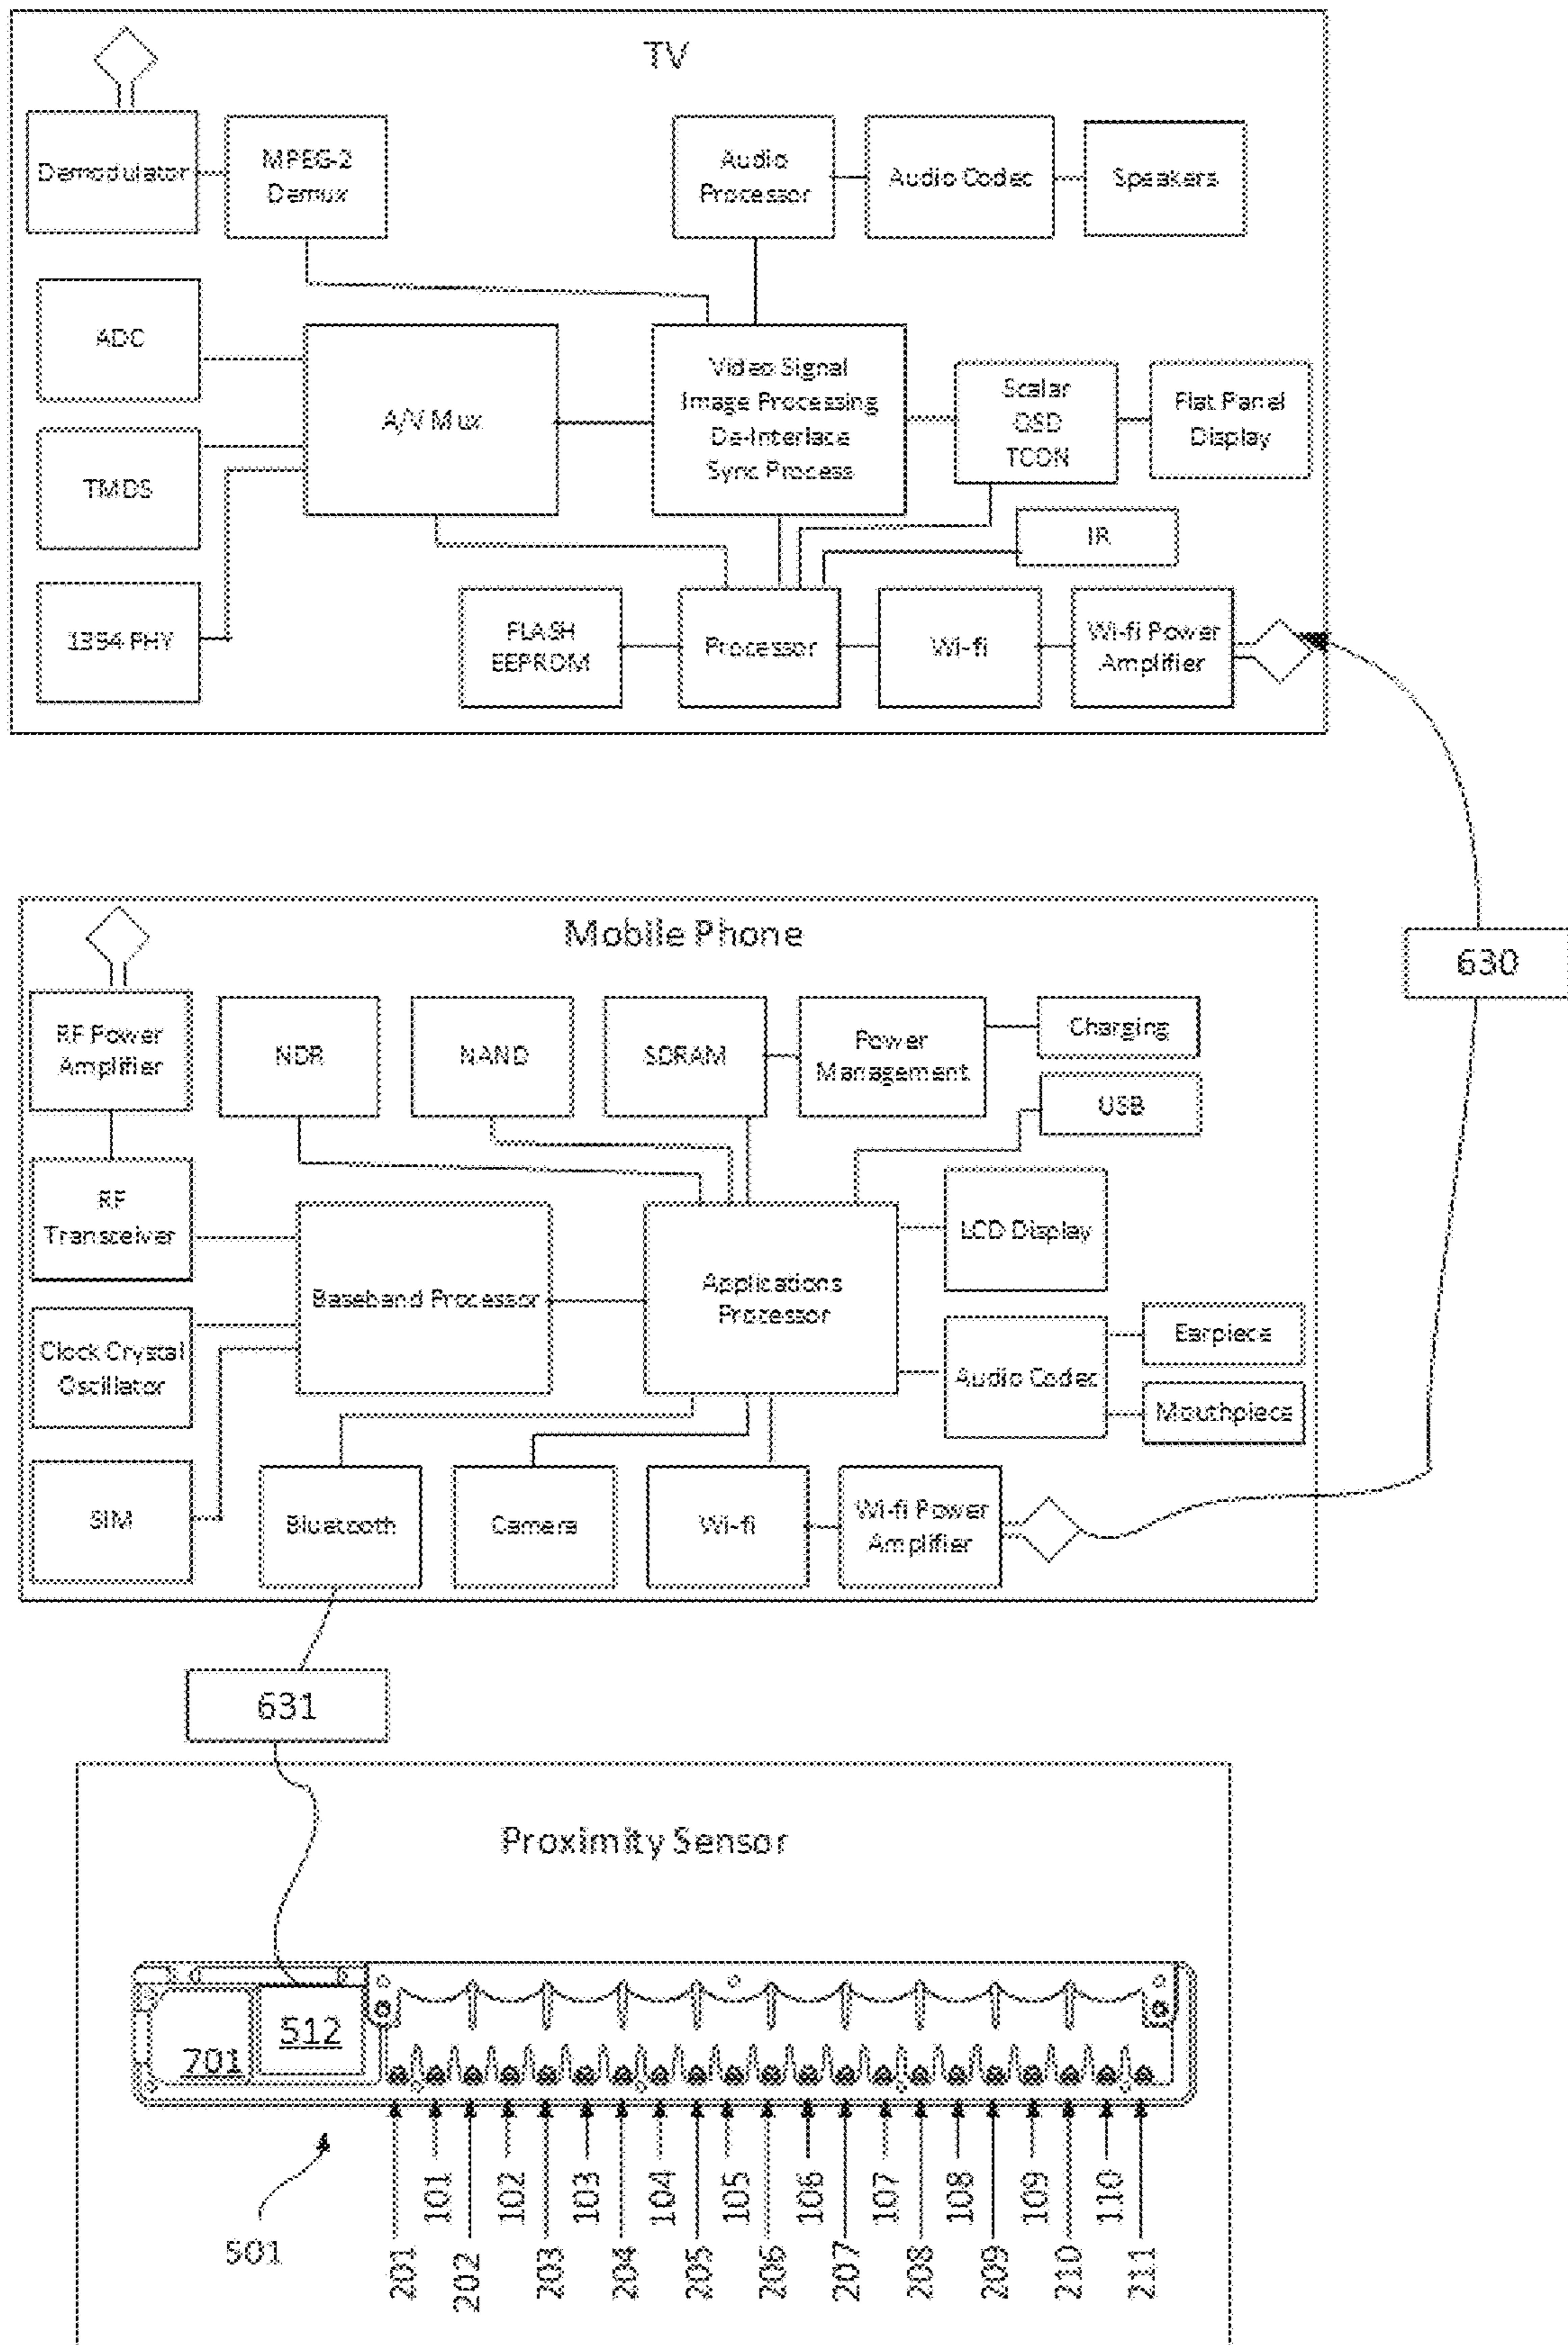 TV
Demodulator
MPEG-2
Demux
Audio
Processor
Audio Codec
Speakers
ADC
A/V Mux
Video Signal
Image Processing
De-Interlace
Sync Process
Scalar
OSD
TCON
Flat Panel
Display
TMDS
IR
1394 PHY
FLASH
EEPROM
Processor
Wi-fi
Wi-fi Power
Amplifier
630
Mobile Phone
RF Power
Amplifier
NDR
NAND
SDRAM
Power
Management
Charging
USB
RF
Transceiver
Baseband Processor
Applications
Processor
LCD Display
Clock Crystal
Oscillator
Audio Codec
Earpiece
Mouthpiece
SIM
Bluetooth
Camera
Wi-fi
Wi-fi Power
Amplifier
631
Proximity Sensor
701
512
501
201
101
202
102
203
103
204
104
205
105
206
106
207
107
208
108
209
109
210
110
211